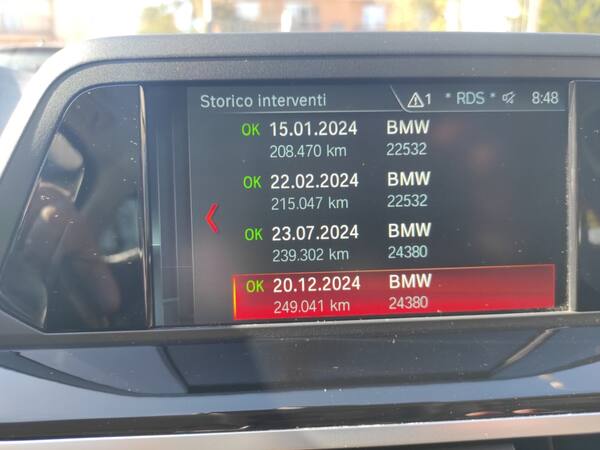 Storico interventi 1 * RDS * 8:48
OK 15.01.2024 BMW
208.470 km 22532
OK 22.02.2024 BMW
215.047 km 22532
OK 23.07.2024 BMW
239.302 km 24380
OK 20.12.2024 BMW
249.041 km 24380